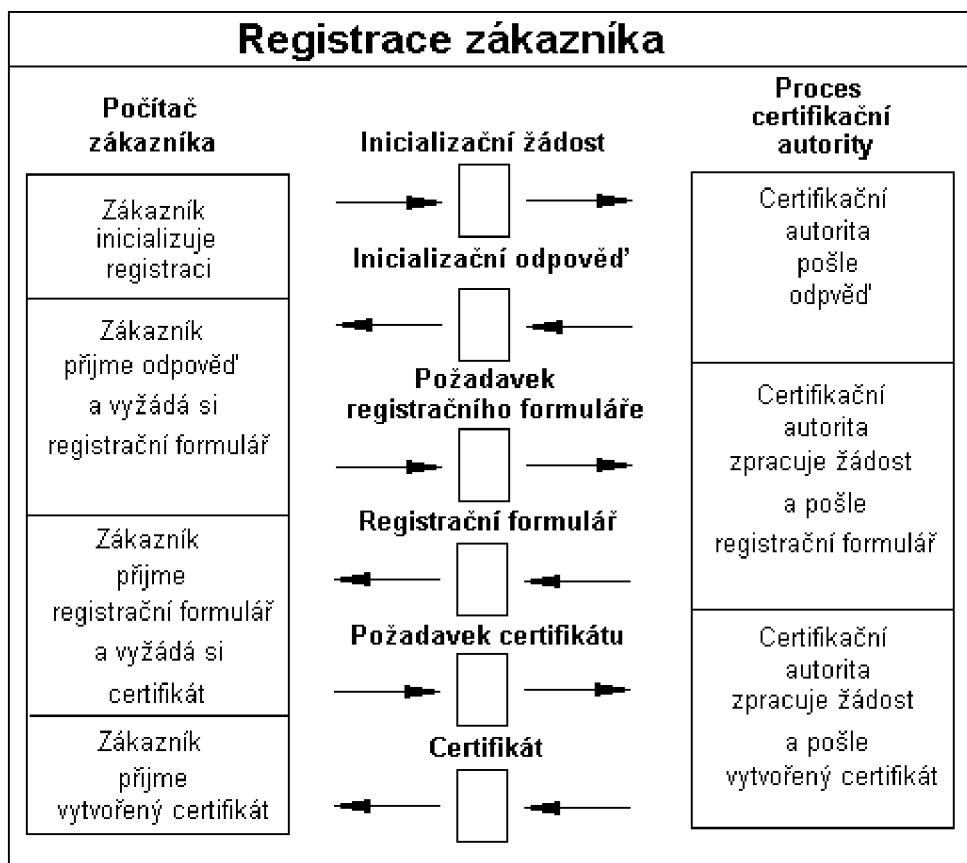 Registrace zákazníka
Počítač
zákazníka
Zákazník
inicializuje
registraci
Zákazník
přijme odpověď
a vyžádá si
registrační formulář
Zákazník
přijme
registrační formulář
a vyžádá si
certifikát
Zákazník
přijme
vytvořený certifikát
Inicializační žádost
Inicializační odpověď
Požadavek
registračního formuláře
Registrační formulář
Požadavek certifikátu
Certifikát
Proces
certifikační
autority
Certifikační
autorita
pošle
odpvěď
Certifikační
autorita
zpracuje žádost
a pošle
registrační formulář
Certifikační
autorita
zpracuje žádost
a pošle
vytvořený certifikát